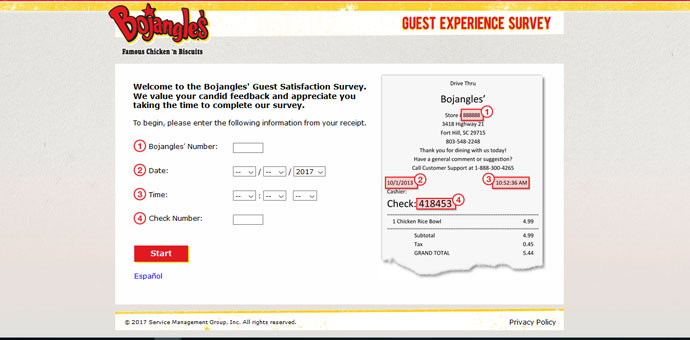 Bojangles'
Famous Chicken 'n Biscuits
GUEST EXPERIENCE SURVEY
Welcome to the Bojangles' Guest Satisfaction Survey.
We value your candid feedback and appreciate you
taking the time to complete our survey.
To begin, please enter the following information from your receipt.
1 Bojangles' Number:
2 Date: -- / -- / 2017
3 Time: -- : -- --
4 Check Number:
Start
Español
Drive Thru
Bojangles'
Store 888888 1
3418 Highway 21
Fort Hill, SC 29715
803-548-2248
Thank you for dining with us today!
Have a general comment or suggestion?
Call Customer Support at 1-888-300-4265
10/1/2013 2 3 10:52:36 AM
Cashier:
Check: 418453 4
1 Chicken Rice Bowl 4.99
Subtotal 4.99
Tax 0.45
GRAND TOTAL 5.44
© 2017 Service Management Group, Inc. All rights reserved.
Privacy Policy